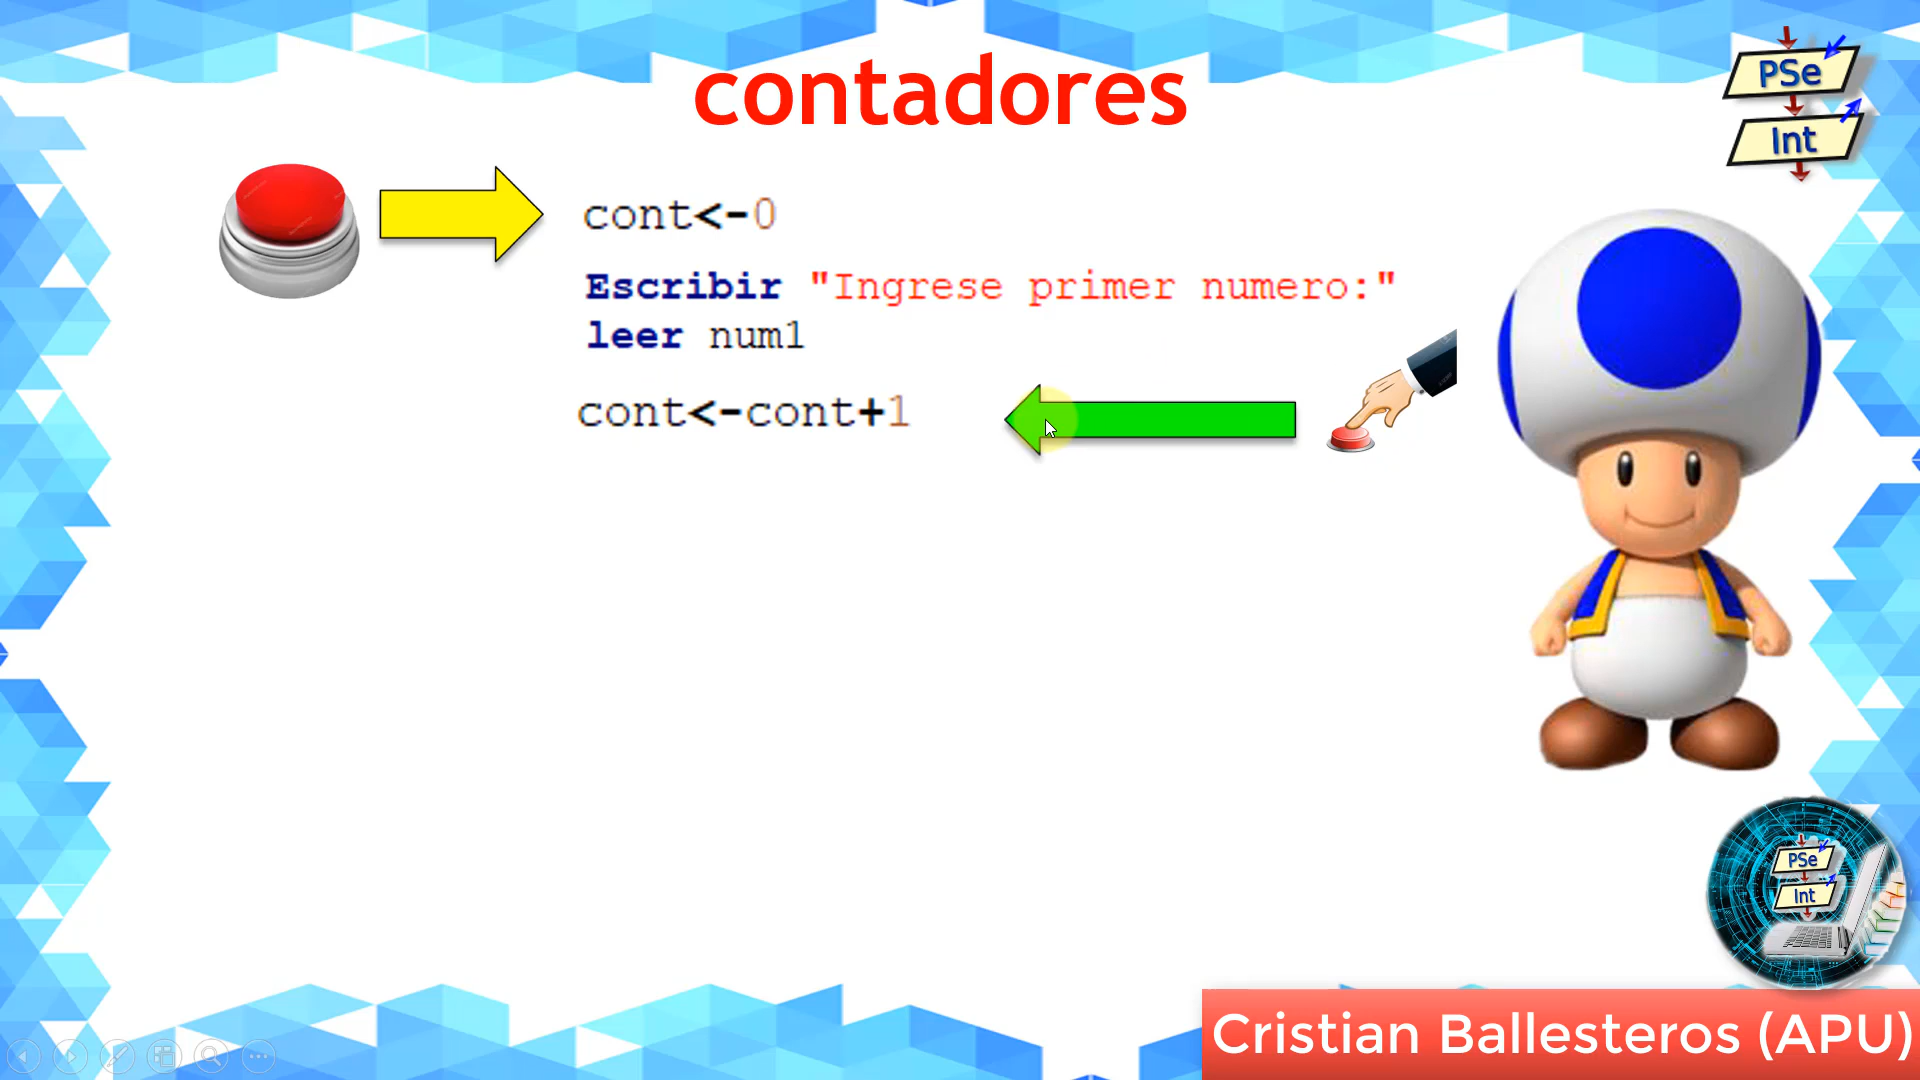 contadores
PSe
Int
cont<-0
Escribir "Ingrese primer numero:"
leer num1
cont<-cont+1
PSe
Int
Cristian Ballesteros (APU)